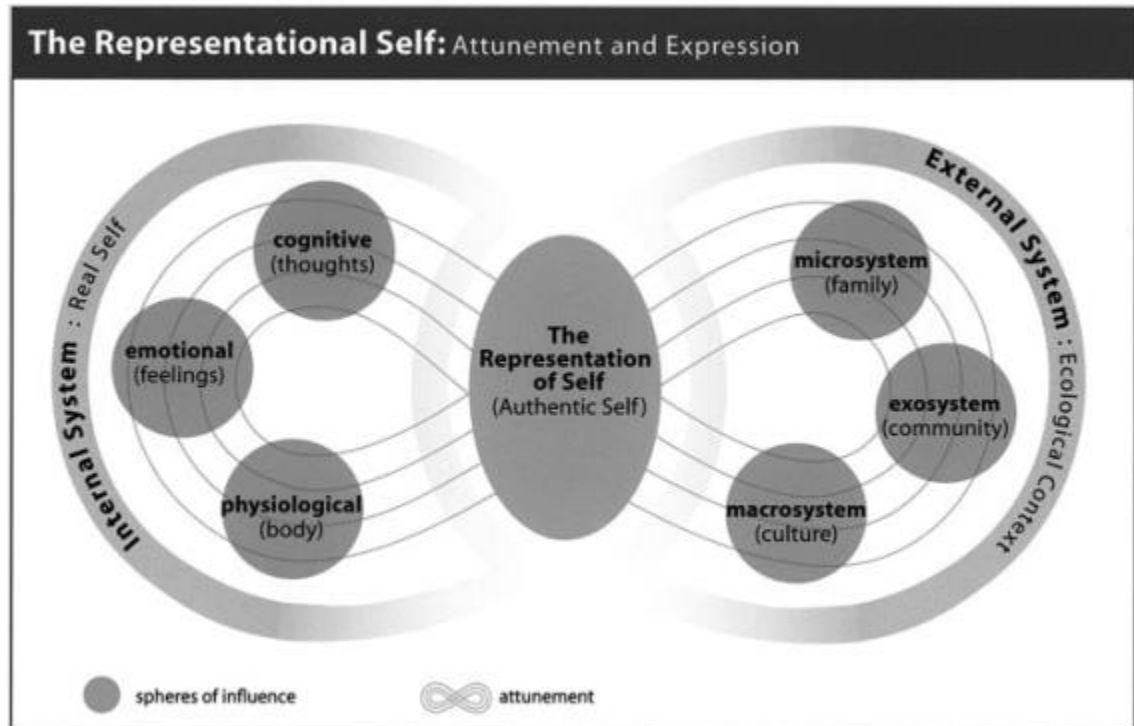 The Representational Self: Attunement and Expression
Internal System : Real Self
cognitive
(thoughts)
emotional
(feelings)
physiological
(body)
The
Representation
of Self
(Authentic Self)
External System : Ecological Context
microsystem
(family)
exosystem
(community)
macrosystem
(culture)
spheres of influence
attunement